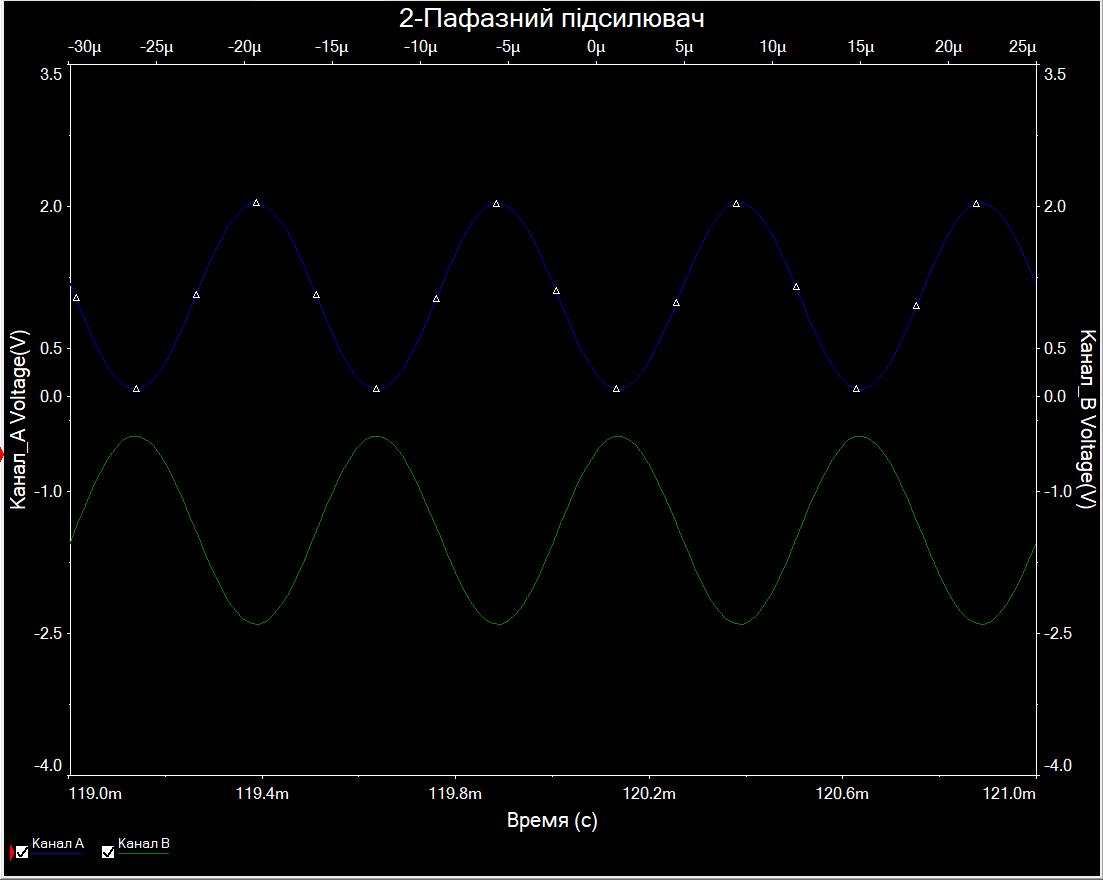 2-Пафазний підсилювач
-30µ -25µ -20µ -15µ -10µ -5µ 0µ 5µ 10µ 15µ 20µ 25µ
3.5 3.5
2.0 2.0
0.5 0.5
0.0 0.0
Канал_A Voltage(V)
Канал_B Voltage(V)
-1.0 -1.0
-2.5 -2.5
-4.0 -4.0
119.0m 119.4m 119.8m 120.2m 120.6m 121.0m
Время (с)
Канал A Канал B